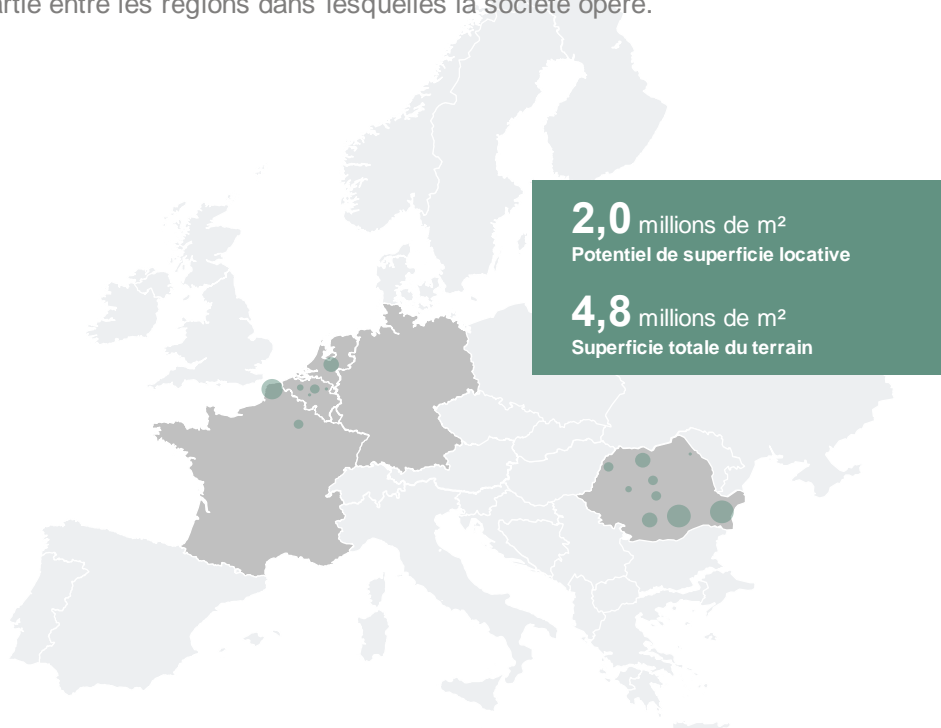 artie entre les régions dans lesquelles la société opère.
2,0 millions de m²
Potentiel de superficie locative
4,8 millions de m²
Superficie totale du terrain